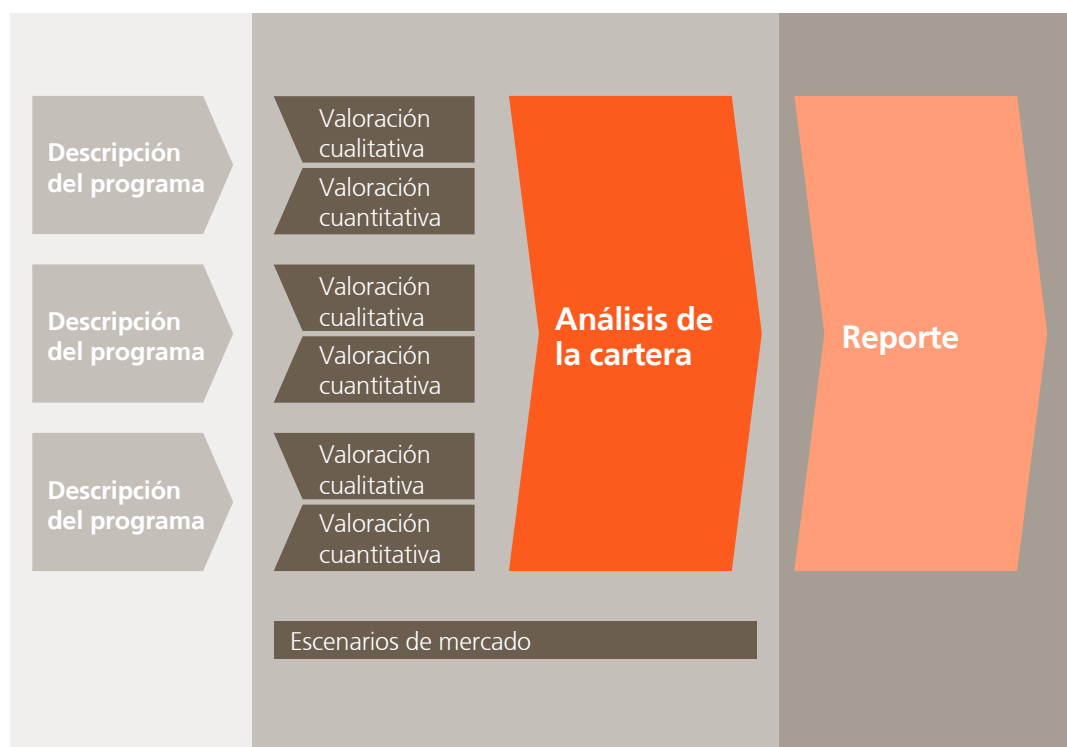 Descripción
del programa
Valoración
cualitativa
Valoración
cuantitativa
Descripción
del programa
Valoración
cualitativa
Valoración
cuantitativa
Descripción
del programa
Valoración
cualitativa
Valoración
cuantitativa
Análisis de
la cartera
Reporte
Escenarios de mercado